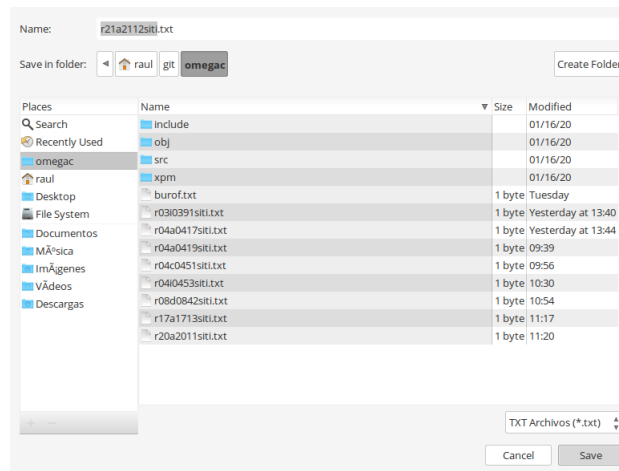 Name: r21a2112siti.txt
Save in folder: raul git omegac Create Folder
Places Name Size Modified
Search include 01/16/20
Recently Used obj 01/16/20
omegac src 01/16/20
raul xpm 01/16/20
Desktop burof.txt 1 byte Tuesday
File System r03i0391siti.txt 1 byte Yesterday at 13:40
Documentos r04a0417siti.txt 1 byte Yesterday at 13:44
MÃºsica r04a0419siti.txt 1 byte 09:39
ImÃ¡genes r04c0451siti.txt 1 byte 09:56
VÃdeos r04i0453siti.txt 1 byte 10:30
Descargas r08d0842siti.txt 1 byte 10:54
r17a1713siti.txt 1 byte 11:17
r20a2011siti.txt 1 byte 11:20
TXT Archivos (*.txt)
Cancel Save